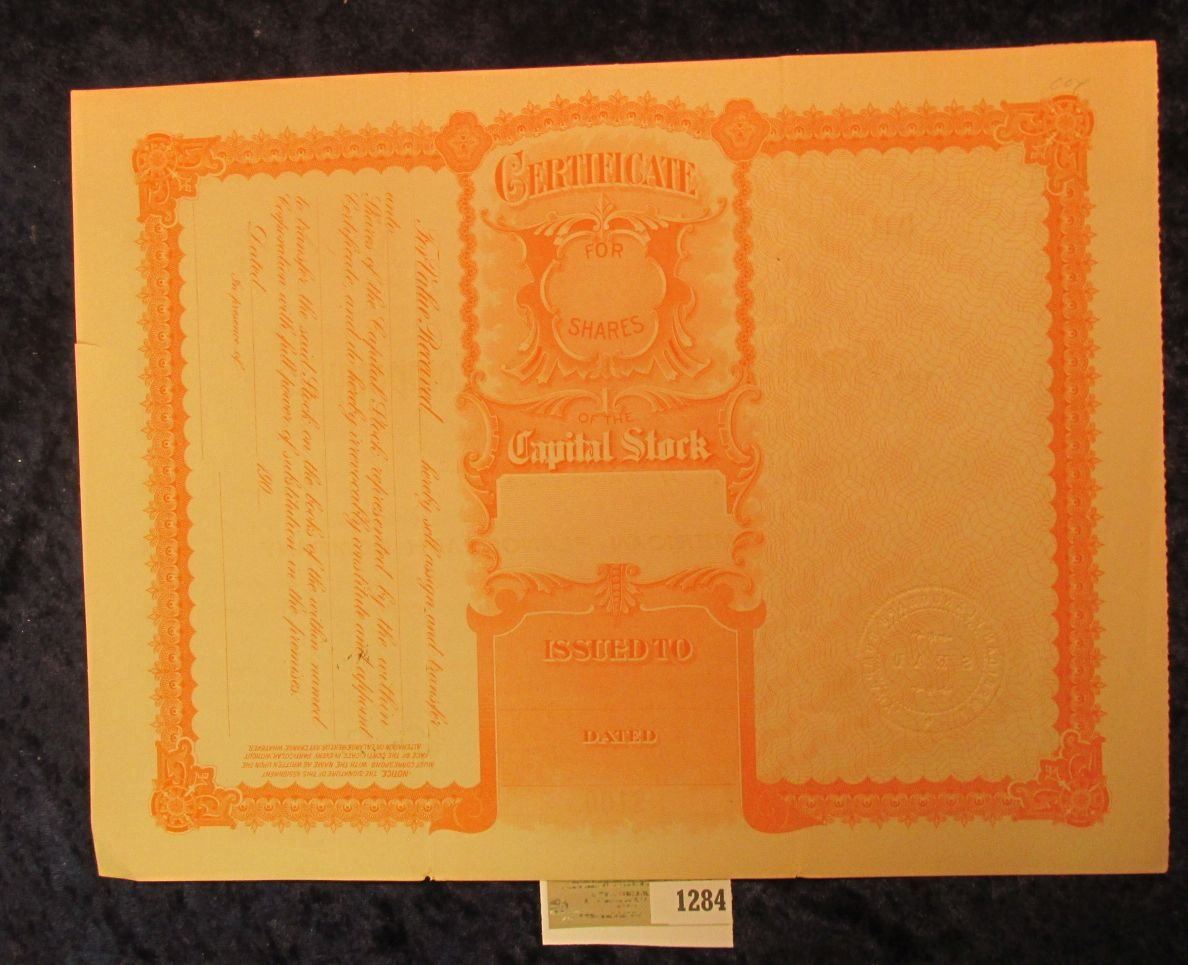 CERTIFICATE
FOR
SHARES
OF THE
Capital Stock
ISSUED TO
DATED
For Value Received hereby sell, assign, and transfer
unto
Shares of the Capital Stock represented by the within
Certificate, and do hereby irrevocably constitute and appoint
to transfer the said Stock on the books of the within named
Corporation with full power of substitution in the premises.
Dated 190
In presence of
NOTICE. THE SIGNATURE OF THIS ASSIGNMENT
MUST CORRESPOND WITH THE NAME AS WRITTEN UPON THE
FACE OF THE CERTIFICATE, IN EVERY PARTICULAR, WITHOUT
ALTERATION OR ENLARGEMENT, OR ANY CHANGE WHATEVER.
SEAL
1284